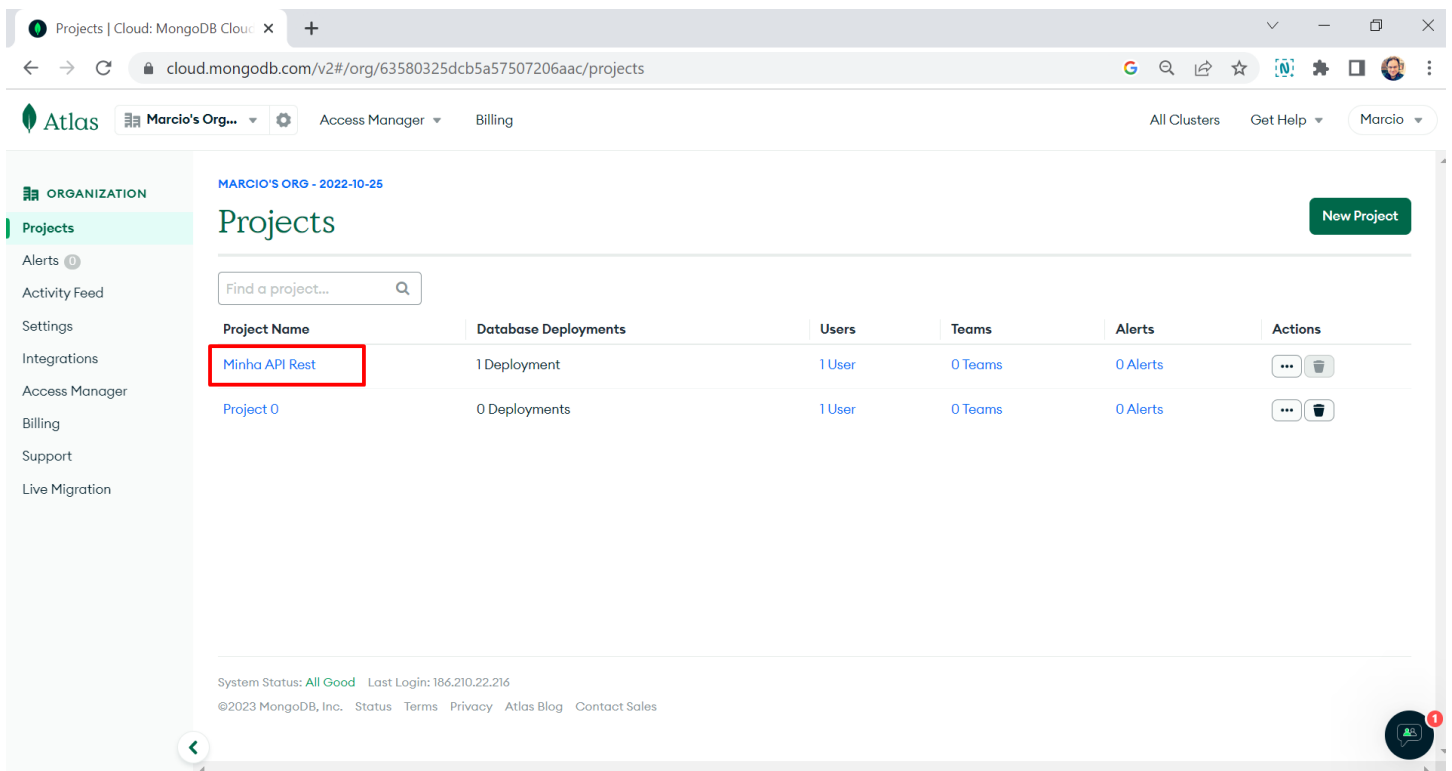 Projects | Cloud: MongoDB Clou
cloud.mongodb.com/v2#/org/63580325dcb5a57507206aac/projects
Atlas Marcio's Org... Access Manager Billing All Clusters Get Help Marcio
ORGANIZATION
Projects
Alerts 0
Activity Feed
Settings
Integrations
Access Manager
Billing
Support
Live Migration
MARCIO'S ORG - 2022-10-25
Projects
New Project
Find a project...
Project Name Database Deployments Users Teams Alerts Actions
Minha API Rest 1 Deployment 1 User 0 Teams 0 Alerts
Project 0 0 Deployments 1 User 0 Teams 0 Alerts
System Status: All Good Last Login: 186.210.22.216
©2023 MongoDB, Inc. Status Terms Privacy Atlas Blog Contact Sales
1